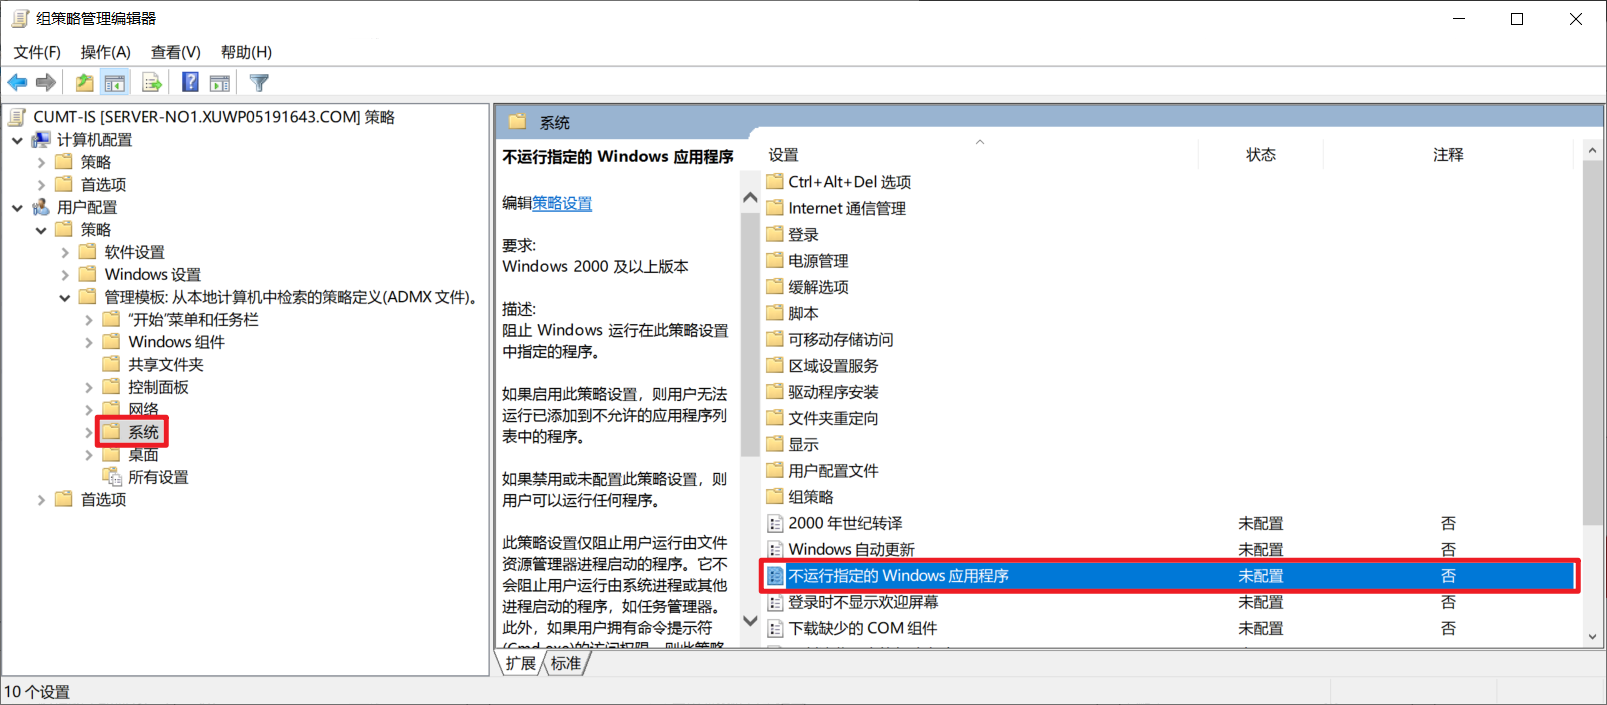 组策略管理编辑器
文件(F) 操作(A) 查看(V) 帮助(H)
CUMT-IS [SERVER-NO1.XUWP05191643.COM] 策略
计算机配置
策略
首选项
用户配置
策略
软件设置
Windows 设置
管理模板: 从本地计算机中检索的策略定义(ADMX 文件)。
“开始”菜单和任务栏
Windows 组件
共享文件夹
控制面板
网络
系统
桌面
所有设置
首选项
系统
不运行指定的 Windows 应用程序
编辑策略设置
要求:
Windows 2000 及以上版本
描述:
阻止 Windows 运行在此策略设置
中指定的程序。
如果启用此策略设置，则用户无法
运行已添加到不允许的应用程序列
表中的程序。
如果禁用或未配置此策略设置，则
用户可以运行任何程序。
此策略设置仅阻止用户运行由文件
资源管理器进程启动的程序。它不
会阻止用户运行由系统进程或其他
进程启动的程序，如任务管理器。
此外，如果用户拥有命令提示符
(Cmd.exe)的访问权限，则此策略
设置 状态 注释
Ctrl+Alt+Del 选项
Internet 通信管理
登录
电源管理
缓解选项
脚本
可移动存储访问
区域设置服务
驱动程序安装
文件夹重定向
显示
用户配置文件
组策略
2000 年世纪转译 未配置 否
Windows 自动更新 未配置 否
不运行指定的 Windows 应用程序 未配置 否
登录时不显示欢迎屏幕 未配置 否
下载缺少的 COM 组件 未配置 否
扩展 标准
10 个设置